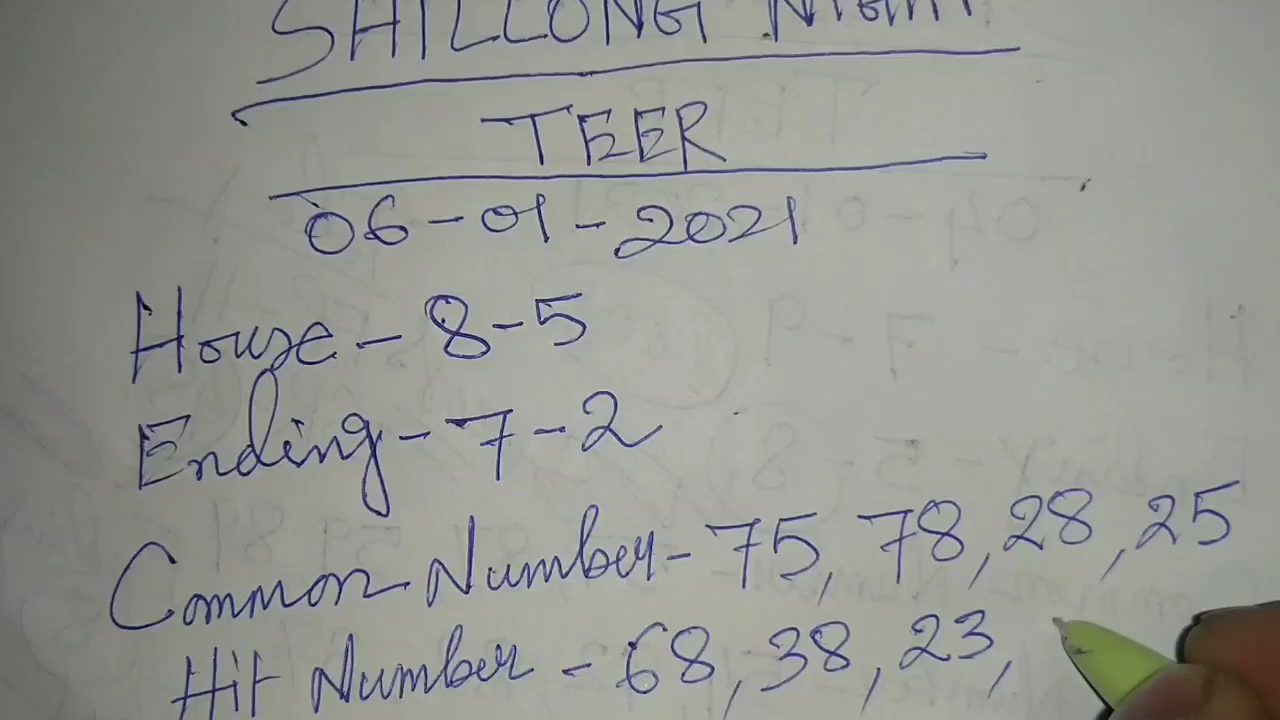 SHILLONG NIGHT
TEER
06-01-2021
House - 8-5
Ending - 7-2
Common Number - 75, 78, 28, 25
Hit Number - 68, 38, 23,